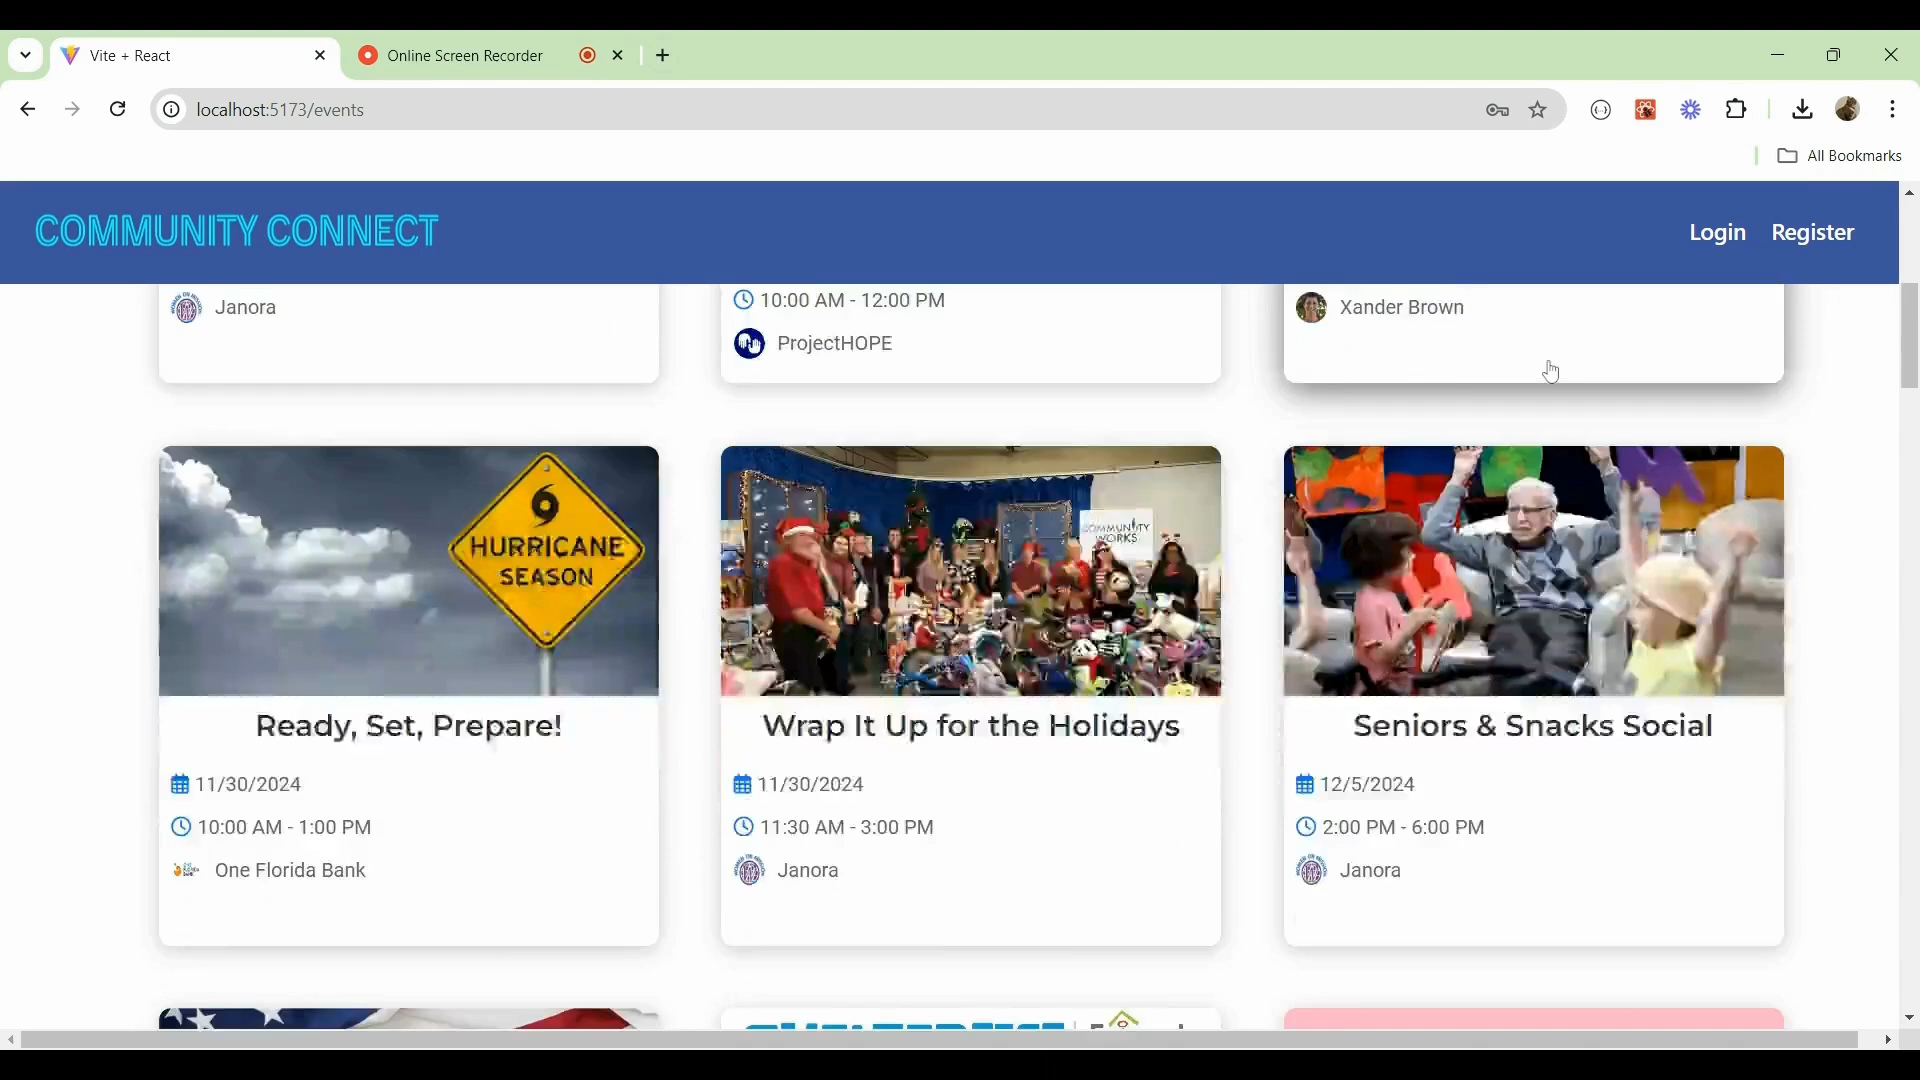 Vite + React
Online Screen Recorder
localhost:5173/events
All Bookmarks
COMMUNITY CONNECT
Login
Register
Janora
10:00 AM - 12:00 PM
ProjectHOPE
Xander Brown
HURRICANE
SEASON
COMMUNITY
WORKS
Ready, Set, Prepare!
11/30/2024
10:00 AM - 1:00 PM
One Florida Bank
Wrap It Up for the Holidays
11/30/2024
11:30 AM - 3:00 PM
Janora
Seniors & Snacks Social
12/5/2024
2:00 PM - 6:00 PM
Janora